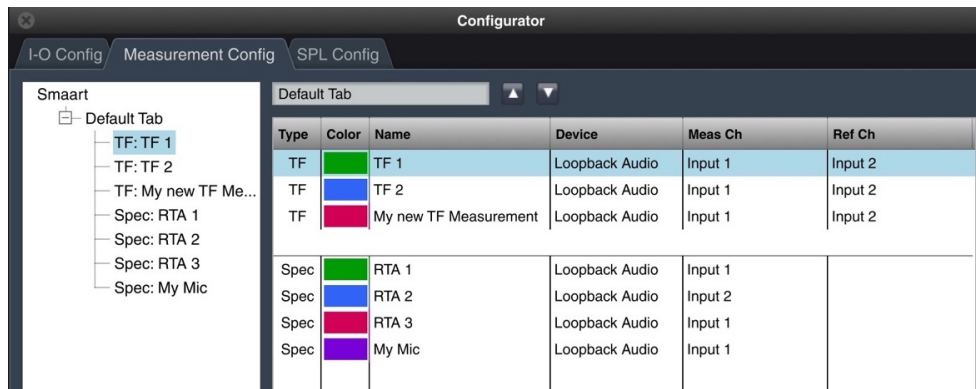 Configurator
I-O Config Measurement Config SPL Config
Smaart
Default Tab
TF: TF 1
TF: TF 2
TF: My new TF Me...
Spec: RTA 1
Spec: RTA 2
Spec: RTA 3
Spec: My Mic
Default Tab
Type Color Name Device Meas Ch Ref Ch
TF TF 1 Loopback Audio Input 1 Input 2
TF TF 2 Loopback Audio Input 1 Input 2
TF My new TF Measurement Loopback Audio Input 1 Input 2
Spec RTA 1 Loopback Audio Input 1
Spec RTA 2 Loopback Audio Input 2
Spec RTA 3 Loopback Audio Input 1
Spec My Mic Loopback Audio Input 1